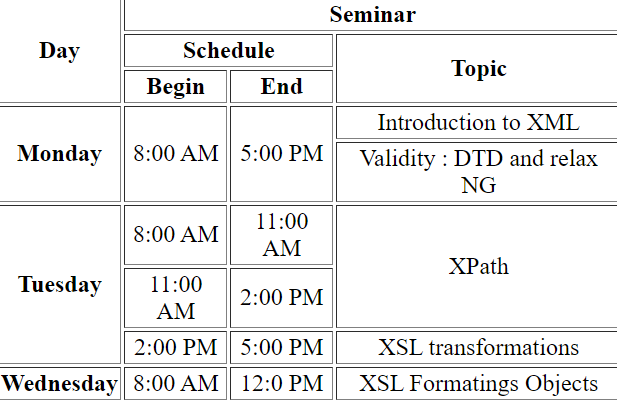 Seminar
Day
Schedule
Topic
Begin
End
Monday
8:00 AM
5:00 PM
Introduction to XML
Validity : DTD and relax
NG
Tuesday
8:00 AM
11:00
AM
XPath
11:00
AM
2:00 PM
2:00 PM
5:00 PM
XSL transformations
Wednesday
8:00 AM
12:0 PM
XSL Formatings Objects